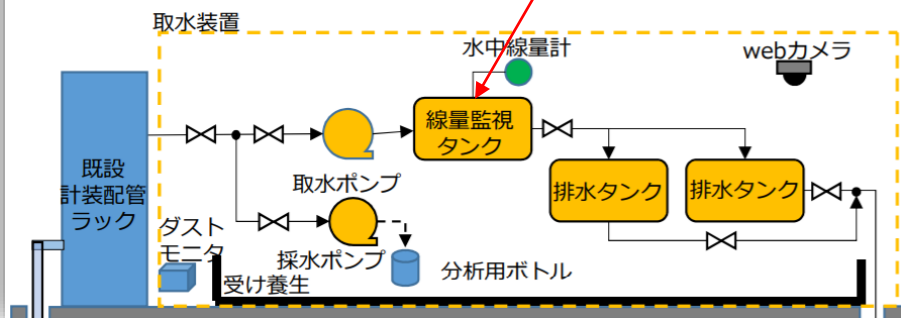 取水装置
水中線量計
webカメラ
線量監視
タンク
既設
計装配管
ラック
取水ポンプ
排水タンク
排水タンク
ダスト
モニタ
採水ポンプ
分析用ボトル
受け養生